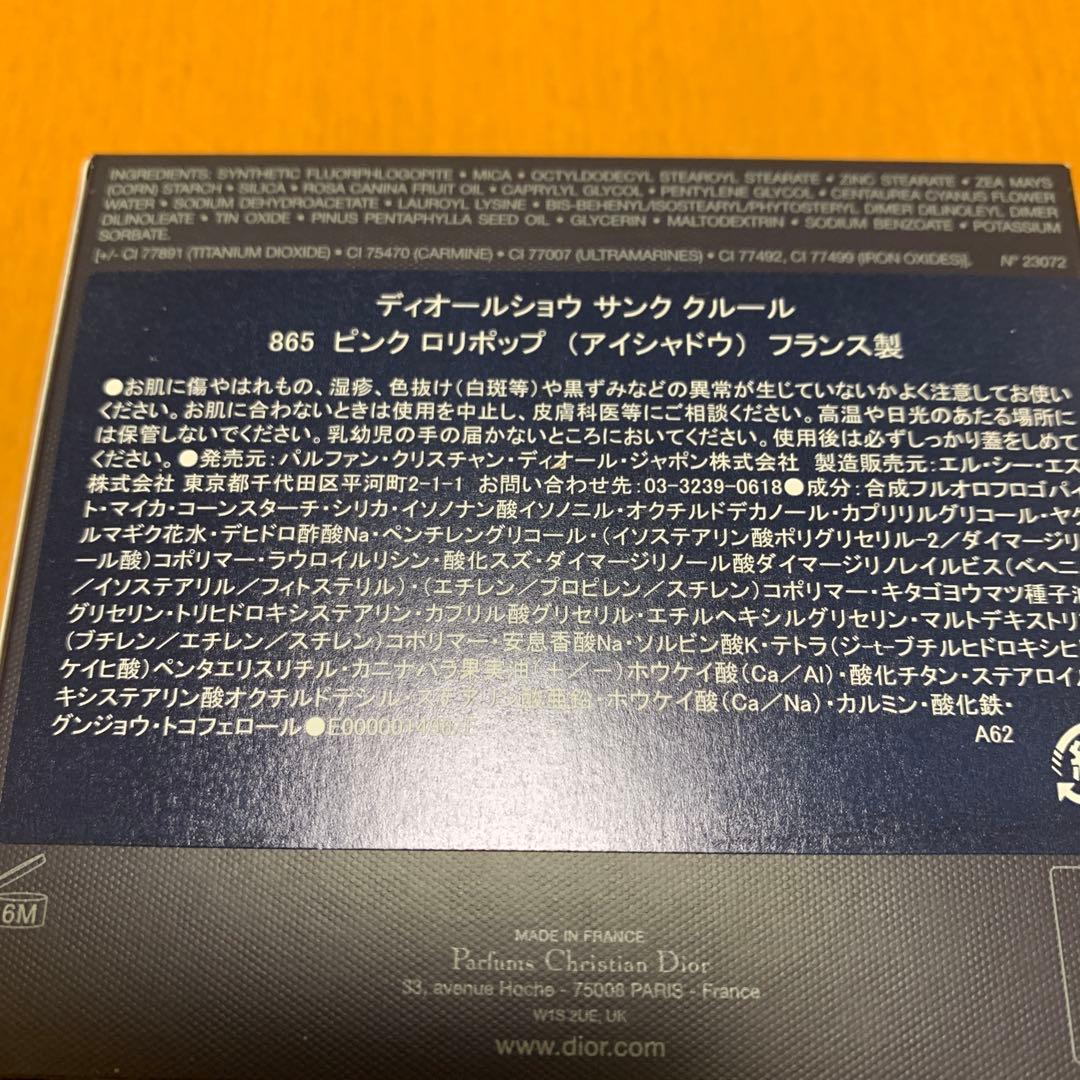 INGREDIENTS: SYNTHETIC FLUORPHLOGOPITE • MICA • OCTYLDODECYL STEAROYL STEARATE • ZINC STEARATE • ZEA MAYS
(CORN) STARCH • SILICA • ROSA CANINA FRUIT OIL • CAPRYLYL GLYCOL • PENTYLENE GLYCOL • CENTAUREA CYANUS FLOWER
WATER • SODIUM DEHYDROACETATE • LAUROYL LYSINE • BIS-BEHENYL/ISOSTEARYL/PHYTOSTERYL DIMER DILINOLEYL DIMER
DILINOLEATE • TIN OXIDE • PINUS PENTAPHYLLA SEED OIL • GLYCERIN • MALTODEXTRIN • SODIUM BENZOATE • POTASSIUM
SORBATE.
[+/- CI 77891 (TITANIUM DIOXIDE) • CI 75470 (CARMINE) • CI 77007 (ULTRAMARINES) • CI 77492, CI 77499 (IRON OXIDES)]. N° 23072
ディオールショウ サンク クルール
865 ピンク ロリポップ (アイシャドウ) フランス製
●お肌に傷やはれもの、湿疹、色抜け(白斑等)や黒ずみなどの異常が生じていないかよく注意してお使い
ください。お肌に合わないときは使用を中止し、皮膚科医等にご相談ください。高温や日光のあたる場所に
は保管しないでください。乳幼児の手の届かないところにおいてください。使用後は必ずしっかり蓋をしめて
ください。●発売元:パルファン・クリスチャン・ディオール・ジャポン株式会社 製造販売元:エル・シー・エス
株式会社 東京都千代田区平河町2-1-1 お問い合わせ先:03-3239-0618●成分:合成フルオロフロゴパイ
ト・マイカ・コーンスターチ・シリカ・イソノナン酸イソノニル・オクチルドデカノール・カプリリルグリコール・ヤグ
ルマギク花水・デヒドロ酢酸Na・ペンチレングリコール・(イソステアリン酸ポリグリセリル-2/ダイマージリ
ール酸)コポリマー・ラウロイルリシン・酸化スズ・ダイマージリノール酸ダイマージリノレイルビス(ベヘニ
/イソステアリル/フィトステリル)・(エチレン/プロピレン/スチレン)コポリマー・キタゴヨウマツ種子
グリセリン・トリヒドロキシステアリン・カプリル酸グリセリル・エチルヘキシルグリセリン・マルトデキストリ
(ブチレン/エチレン/スチレン)コポリマー・安息香酸Na・ソルビン酸K・テトラ(ジ-t-ブチルヒドロキシヒ
ケイヒ酸)ペンタエリスリチル・カニナバラ果実油(+/-)ホウケイ酸(Ca/Al)・酸化チタン・ステアロイル
キシステアリン酸オクチルドデシル・ステアリン酸亜鉛・ホウケイ酸(Ca/Na)・カルミン・酸化鉄・
グンジョウ・トコフェロール●
A62
6M
MADE IN FRANCE
Parfums Christian Dior
33, avenue Hoche - 75008 PARIS - France
W1S 2UE, UK
www.dior.com